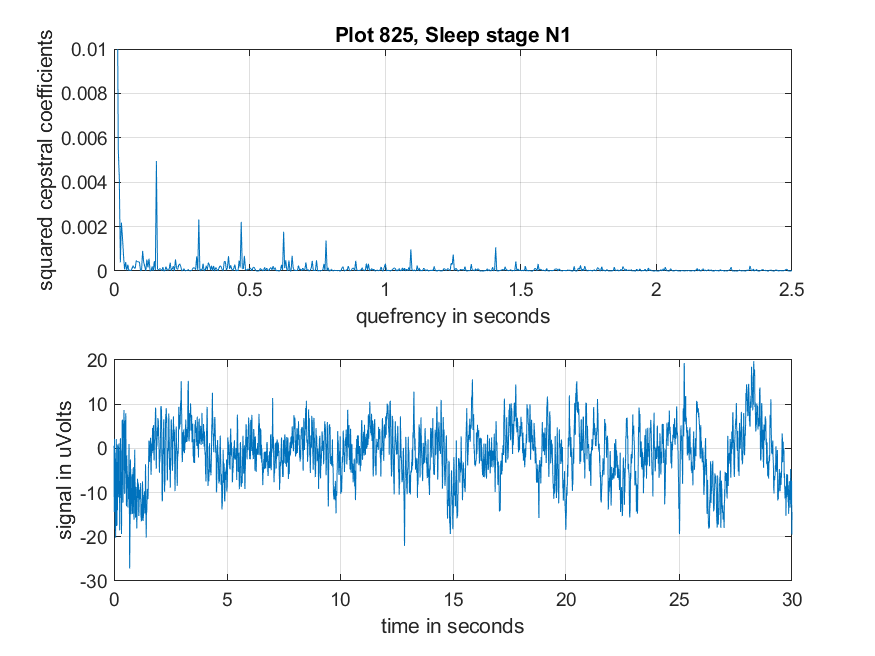 Plot 825, Sleep stage N1
squared cepstral coefficients
0.01
0.008
0.006
0.004
0.002
0
0 0.5 1 1.5 2 2.5
quefrency in seconds
signal in uVolts
20
10
0
-10
-20
-30
0 5 10 15 20 25 30
time in seconds